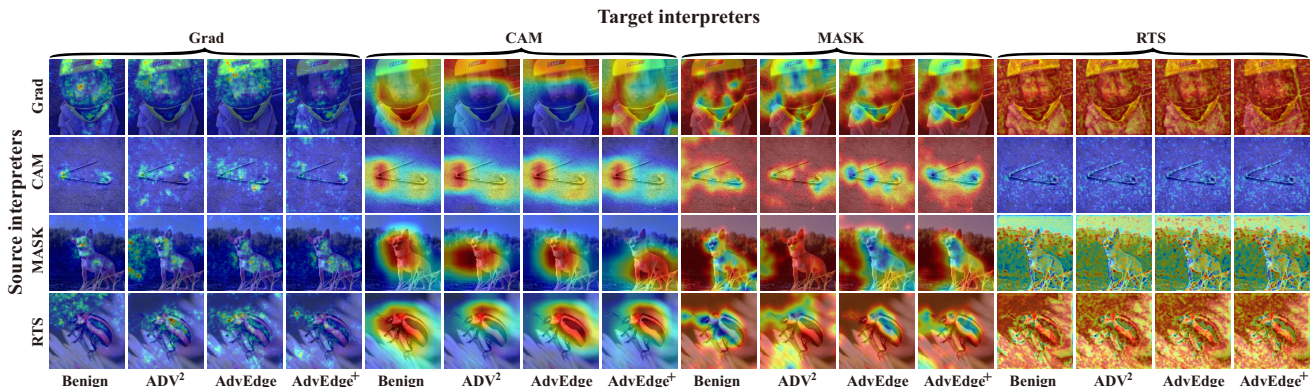 Target interpreters
Grad CAM MASK RTS
Source interpreters
Grad
CAM
MASK
RTS
Benign ADV² AdvEdge AdvEdge⁺ Benign ADV² AdvEdge AdvEdge⁺ Benign ADV² AdvEdge AdvEdge⁺ Benign ADV² AdvEdge AdvEdge⁺